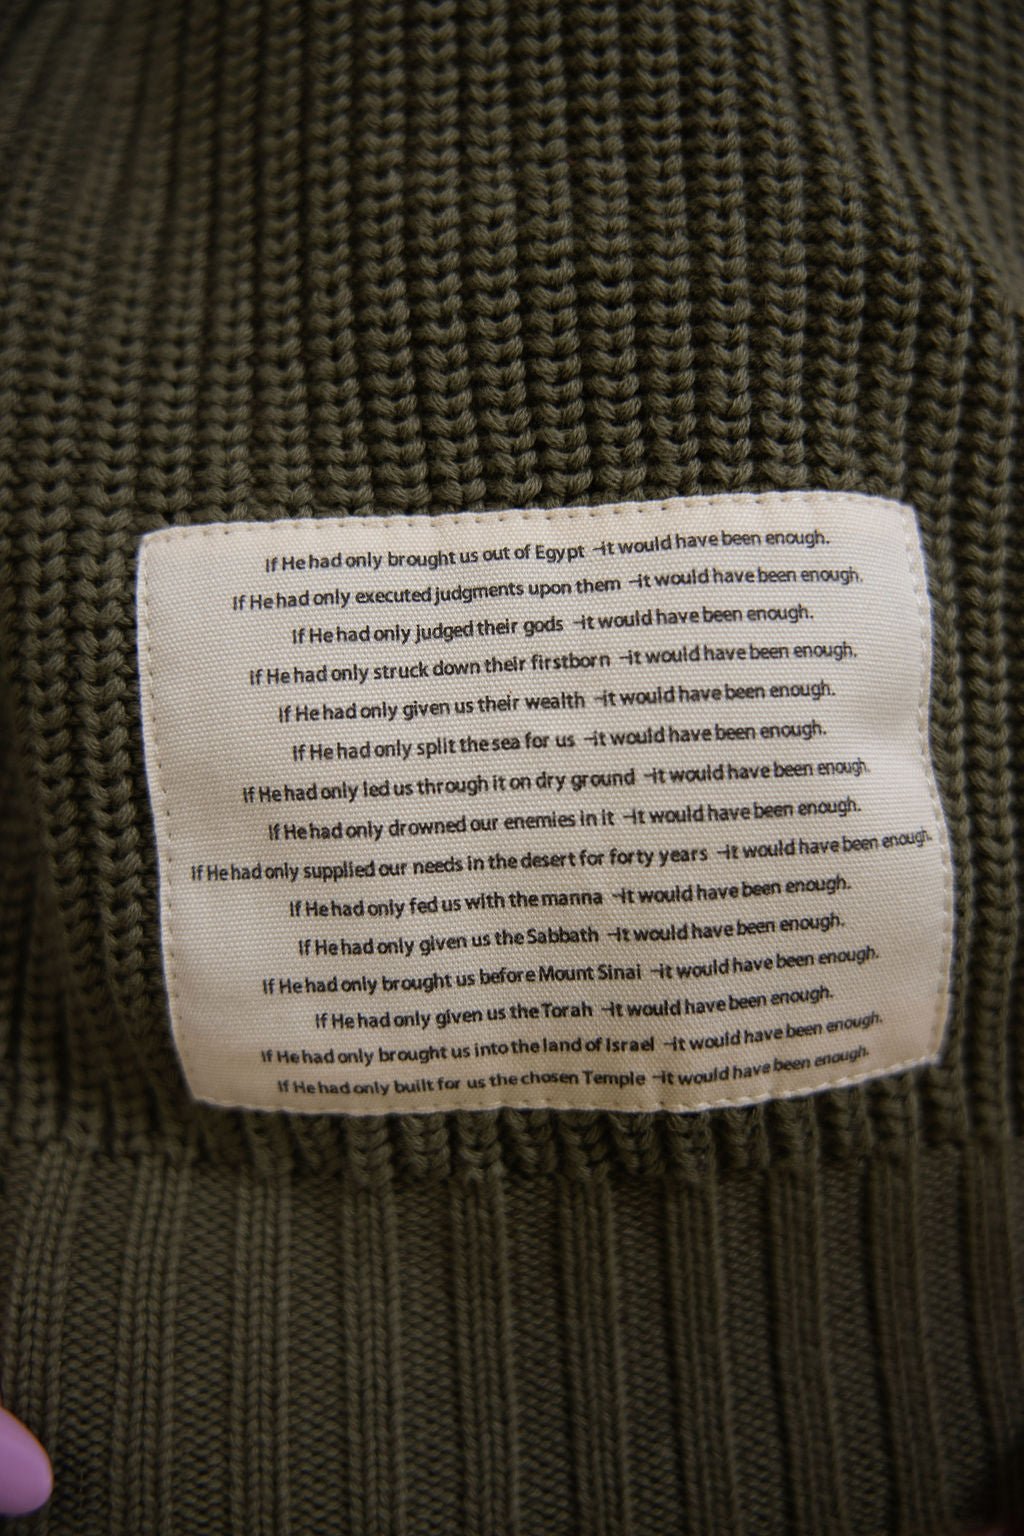 If He had only brought us out of Egypt –it would have been enough.
If He had only executed judgments upon them –it would have been enough.
If He had only judged their gods –it would have been enough.
If He had only struck down their firstborn –it would have been enough.
If He had only given us their wealth –it would have been enough.
If He had only split the sea for us –it would have been enough.
If He had only led us through it on dry ground –it would have been enough.
If He had only drowned our enemies in it –it would have been enough.
If He had only supplied our needs in the desert for forty years –it would have been enough.
If He had only fed us with the manna –it would have been enough.
If He had only given us the Sabbath –it would have been enough.
If He had only brought us before Mount Sinai –it would have been enough.
If He had only given us the Torah –it would have been enough.
If He had only brought us into the land of Israel –it would have been enough.
If He had only built for us the chosen Temple –it would have been enough.